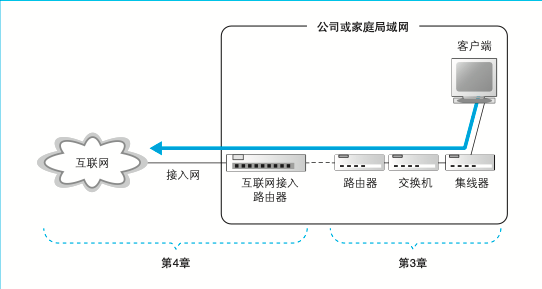 公司或家庭局域网
客户端
互联网
接入网
互联网接入
路由器
路由器
交换机
集线器
第4章
第3章